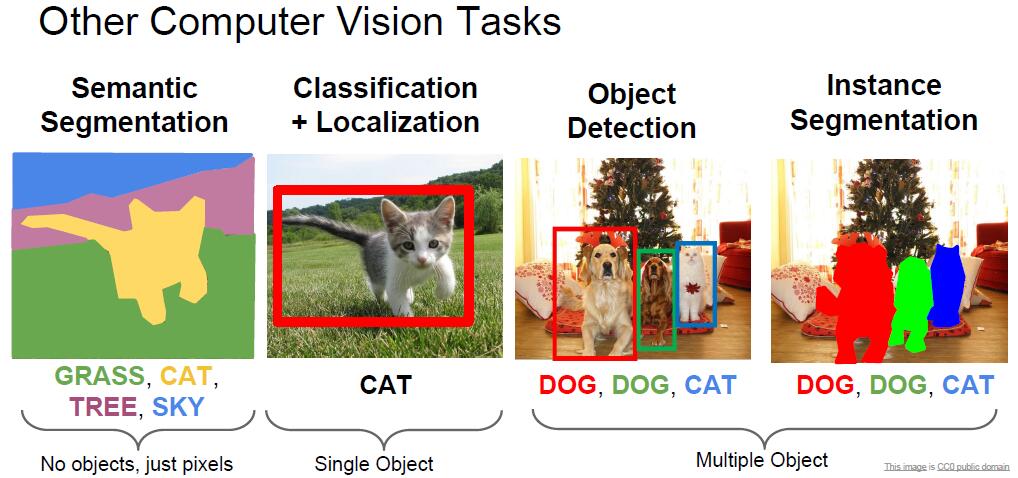 Other Computer Vision Tasks
Semantic
Segmentation
Classification
+ Localization
Object
Detection
Instance
Segmentation
GRASS, CAT,
TREE, SKY
CAT
DOG, DOG, CAT
DOG, DOG, CAT
No objects, just pixels
Single Object
Multiple Object
This image is CC0 public domain